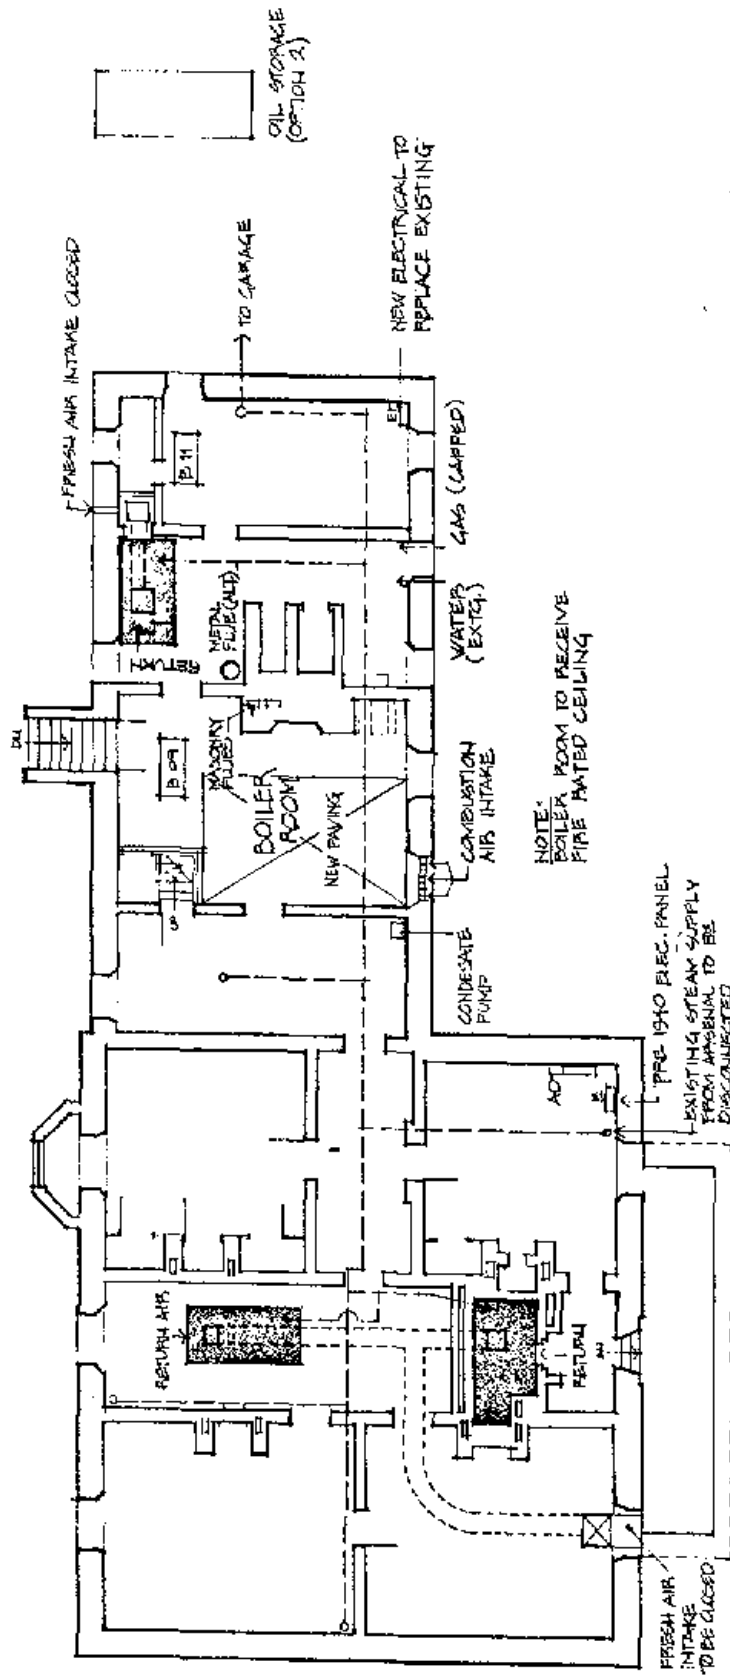 OIL STORAGE
(OPTION 2)
FRESH AIR INTAKE CLOSED
TO GARAGE
NEW ELECTRICAL TO
REPLACE EXISTING
B 11
GAS (CAPPED)
WATER
(EXTG.)
METAL
FLUE (ALT)
MASONRY
FLUES
B 09
BOILER
ROOM
NEW PAVING
COMBUSTION
AIR INTAKE
NOTE:
BOILER ROOM TO RECEIVE
FIRE RATED CEILING
CONDESATE
PUMP
PRE 1940 ELEC. PANEL
EXISTING STEAM SUPPLY
FROM ARSENAL TO BE
DISCONNECTED
AD
RETURN AIR
RETURN
FRESH AIR
INTAKE
TO BE CLOSED